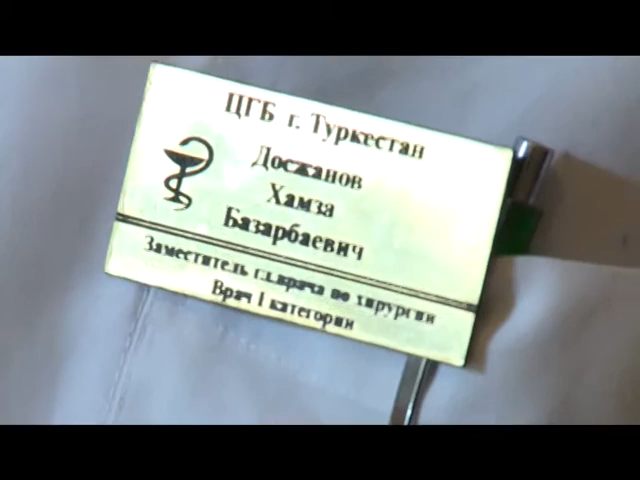 ЦГБ г. Туркестан
Досжанов
Хамза
Базарбаевич
Заместитель гл.врача по хирургии
Врач I категории